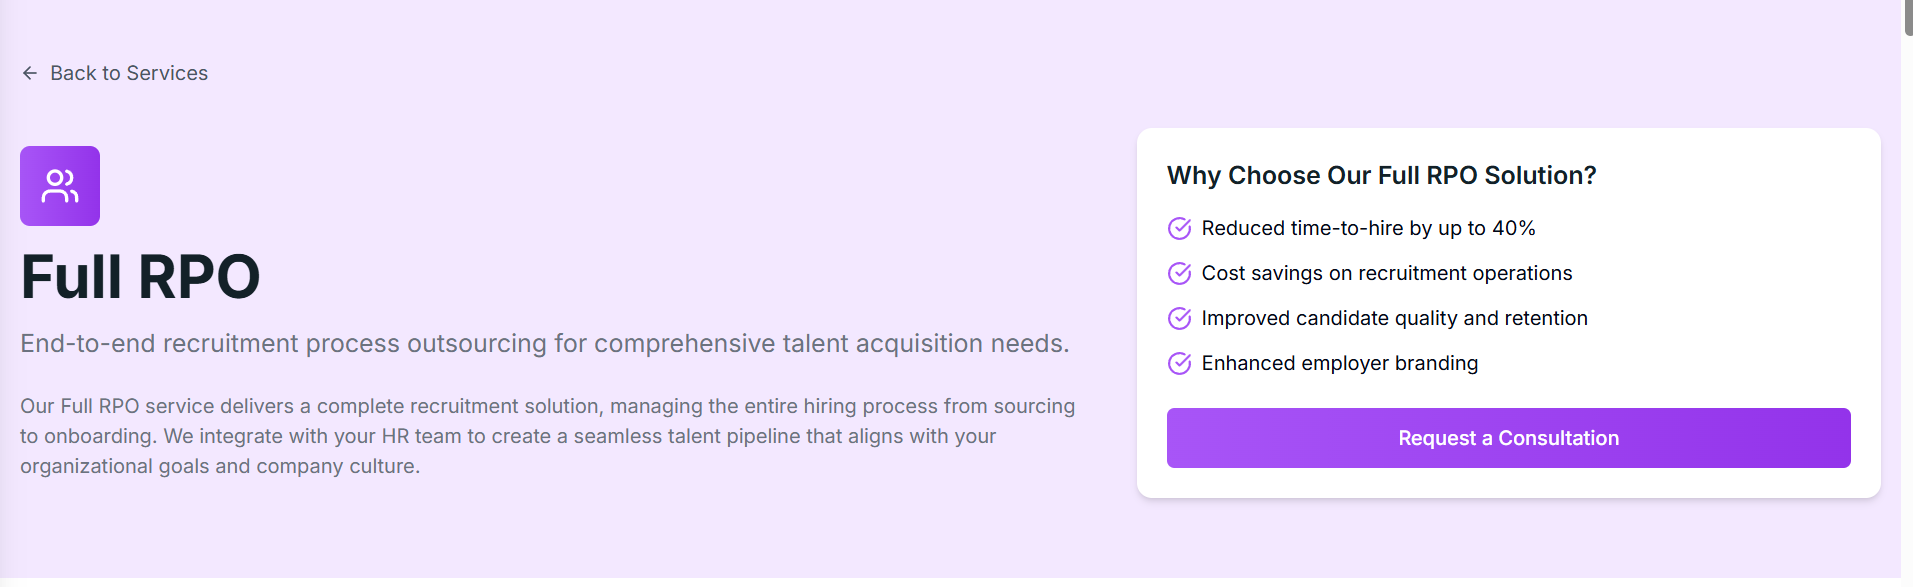 Back to Services
Full RPO
End-to-end recruitment process outsourcing for comprehensive talent acquisition needs.
Our Full RPO service delivers a complete recruitment solution, managing the entire hiring process from sourcing
to onboarding. We integrate with your HR team to create a seamless talent pipeline that aligns with your
organizational goals and company culture.
Why Choose Our Full RPO Solution?
Reduced time-to-hire by up to 40%
Cost savings on recruitment operations
Improved candidate quality and retention
Enhanced employer branding
Request a Consultation